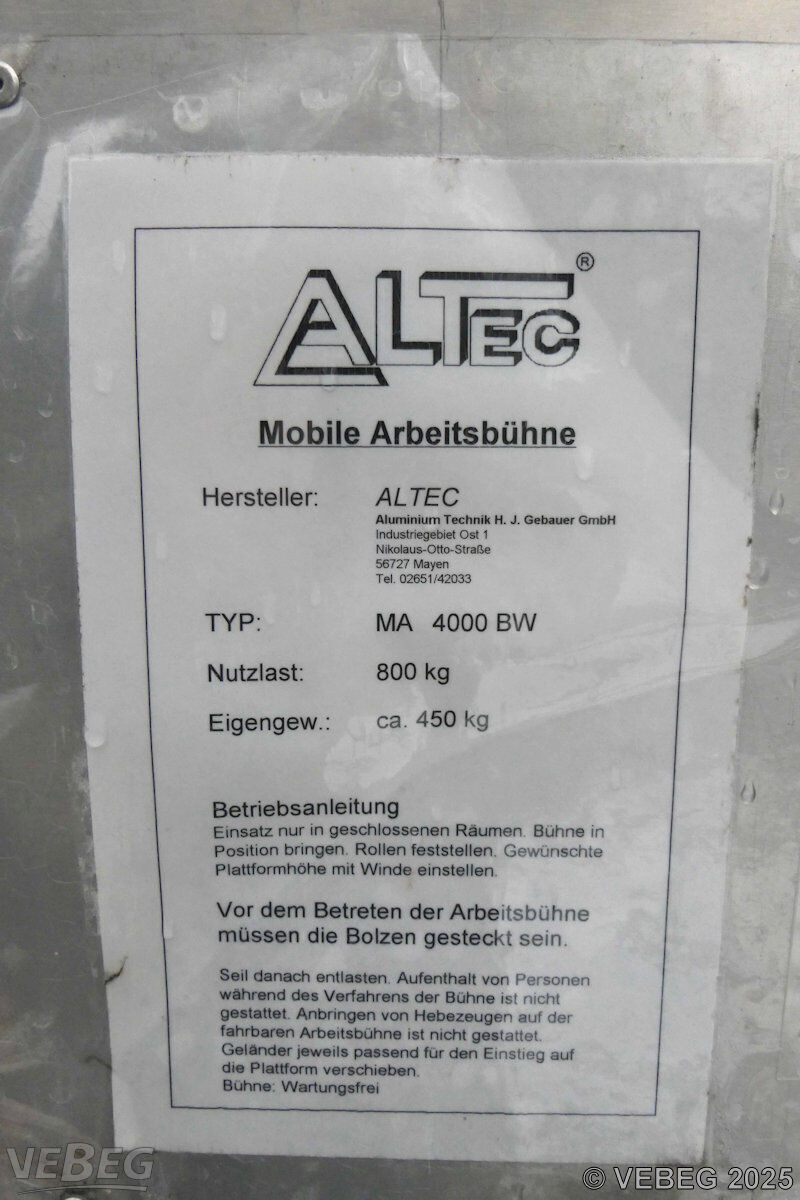 ALTEC®
Mobile Arbeitsbühne
Hersteller: ALTEC
Aluminium Technik H. J. Gebauer GmbH
Industriegebiet Ost 1
Nikolaus-Otto-Straße
56727 Mayen
Tel. 02651/42033
TYP: MA 4000 BW
Nutzlast: 800 kg
Eigengew.: ca. 450 kg
Betriebsanleitung
Einsatz nur in geschlossenen Räumen. Bühne in
Position bringen. Rollen feststellen. Gewünschte
Plattformhöhe mit Winde einstellen.
Vor dem Betreten der Arbeitsbühne
müssen die Bolzen gesteckt sein.
Seil danach entlasten. Aufenthalt von Personen
während des Verfahrens der Bühne ist nicht
gestattet. Anbringen von Hebezeugen auf der
fahrbaren Arbeitsbühne ist nicht gestattet.
Geländer jeweils passend für den Einstieg auf
die Plattform verschieben.
Bühne: Wartungsfrei
VEBEG
© VEBEG 2025